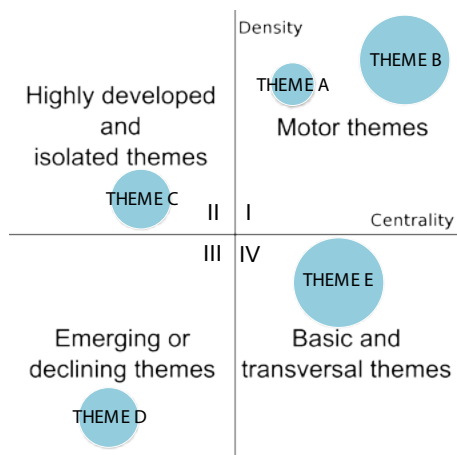 Density
THEME B
THEME A
Highly developed
and
isolated themes
Motor themes
THEME C
II
I
Centrality
III
IV
THEME E
Emerging or
declining themes
Basic and
transversal themes
THEME D